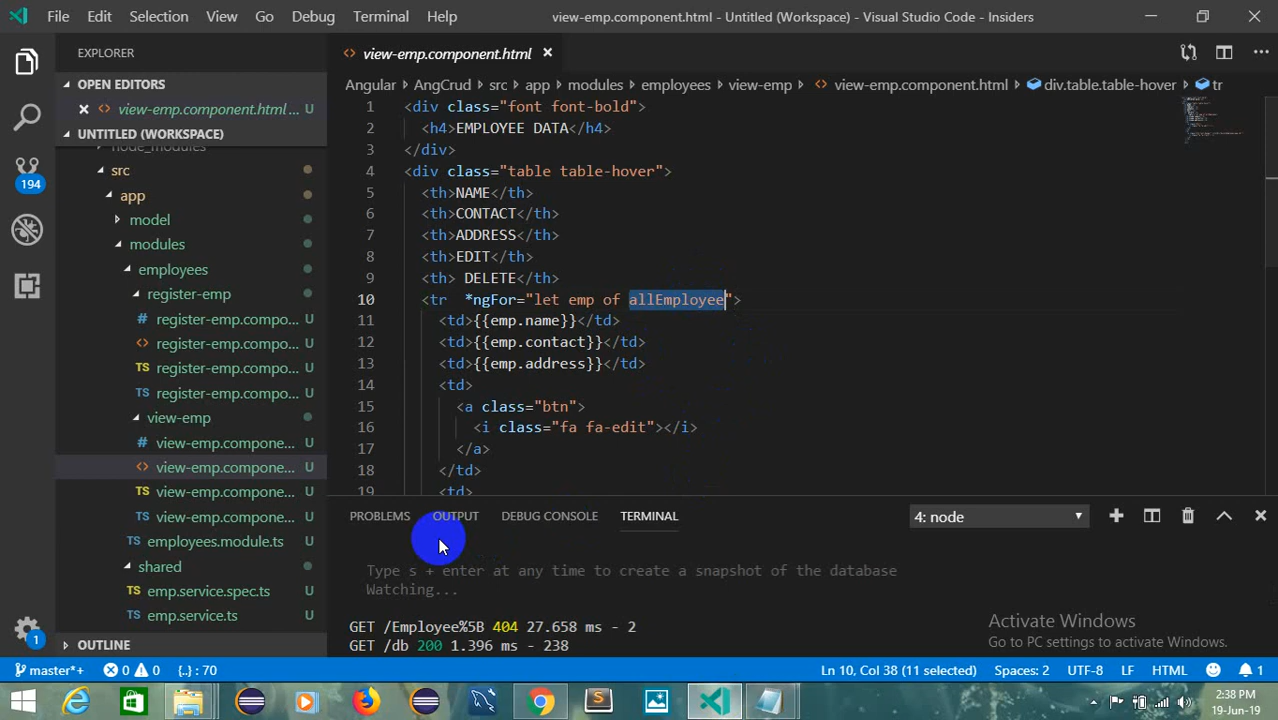 File Edit Selection View Go Debug Terminal Help view-emp.component.html - Untitled (Workspace) - Visual Studio Code - Insiders
EXPLORER
view-emp.component.html
OPEN EDITORS
view-emp.component.html... U
UNTITLED (WORKSPACE)
node_modules
src
app
model
modules
employees
register-emp
# register-emp.compo... U
<> register-emp.compo... U
TS register-emp.compo... U
TS register-emp.compo... U
view-emp
# view-emp.compone... U
<> view-emp.compone... U
TS view-emp.compone... U
TS view-emp.compone... U
TS employees.module.ts U
shared
TS emp.service.spec.ts U
TS emp.service.ts U
OUTLINE
194
1
Angular > AngCrud > src > app > modules > employees > view-emp > <> view-emp.component.html > div.table.table-hover > tr
1 <div class="font font-bold">
2 <h4>EMPLOYEE DATA</h4>
3 </div>
4 <div class="table table-hover">
5 <th>NAME</th>
6 <th>CONTACT</th>
7 <th>ADDRESS</th>
8 <th>EDIT</th>
9 <th> DELETE</th>
10 <tr  *ngFor="let emp of allEmployee">
11 <td>{{emp.name}}</td>
12 <td>{{emp.contact}}</td>
13 <td>{{emp.address}}</td>
14 <td>
15 <a class="btn">
16 <i class="fa fa-edit"></i>
17 </a>
18 </td>
19 <td>
PROBLEMS OUTPUT DEBUG CONSOLE TERMINAL 4: node
Type s + enter at any time to create a snapshot of the database
Watching...
GET /Employee%5B 404 27.658 ms - 2
GET /db 200 1.396 ms - 238
Activate Windows
Go to PC settings to activate Windows.
master*+ 0 0 {..} : 70 Ln 10, Col 38 (11 selected) Spaces: 2 UTF-8 LF HTML 1
2:38 PM
19-Jun-19